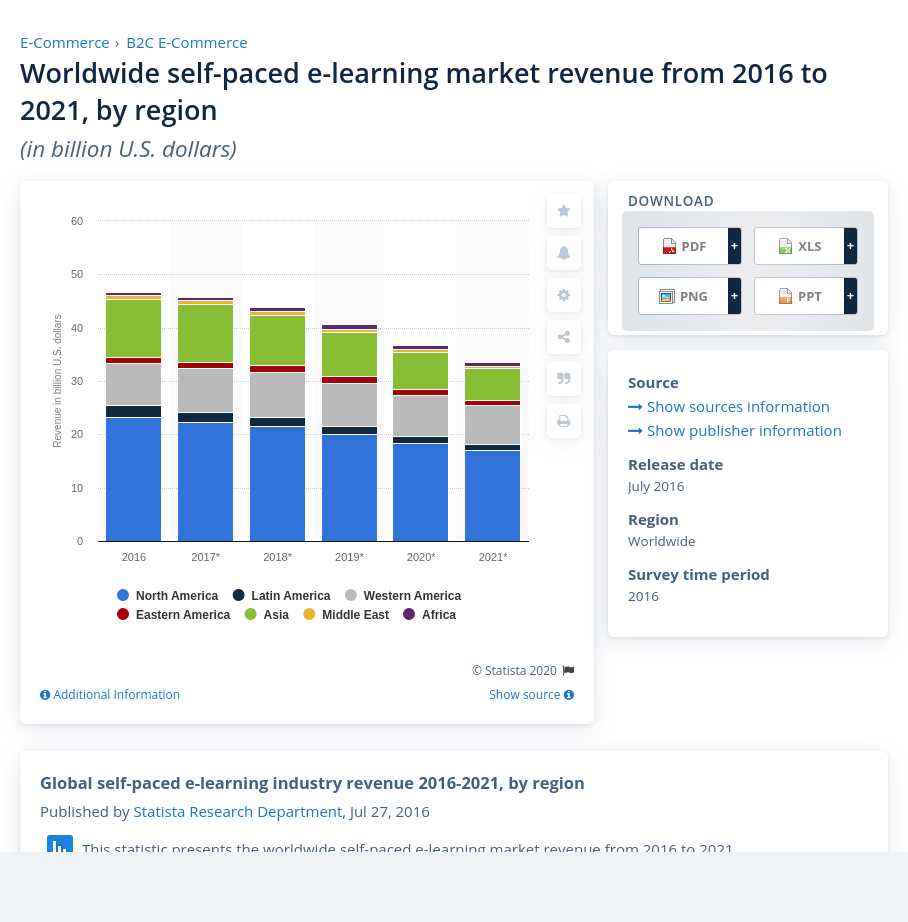 E-Commerce › B2C E-Commerce
Worldwide self-paced e-learning market revenue from 2016 to
2021, by region
(in billion U.S. dollars)
DOWNLOAD
PDF +
XLS +
PNG +
PPT +
Revenue in billion U.S. dollars
60
50
40
30
20
10
0
2016 2017* 2018* 2019* 2020* 2021*
North America Latin America Western America
Eastern America Asia Middle East Africa
© Statista 2020
Additional Information
Show source
Source
Show sources information
Show publisher information
Release date
July 2016
Region
Worldwide
Survey time period
2016
Global self-paced e-learning industry revenue 2016-2021, by region
Published by Statista Research Department, Jul 27, 2016
This statistic presents the worldwide self-paced e-learning market revenue from 2016 to 2021